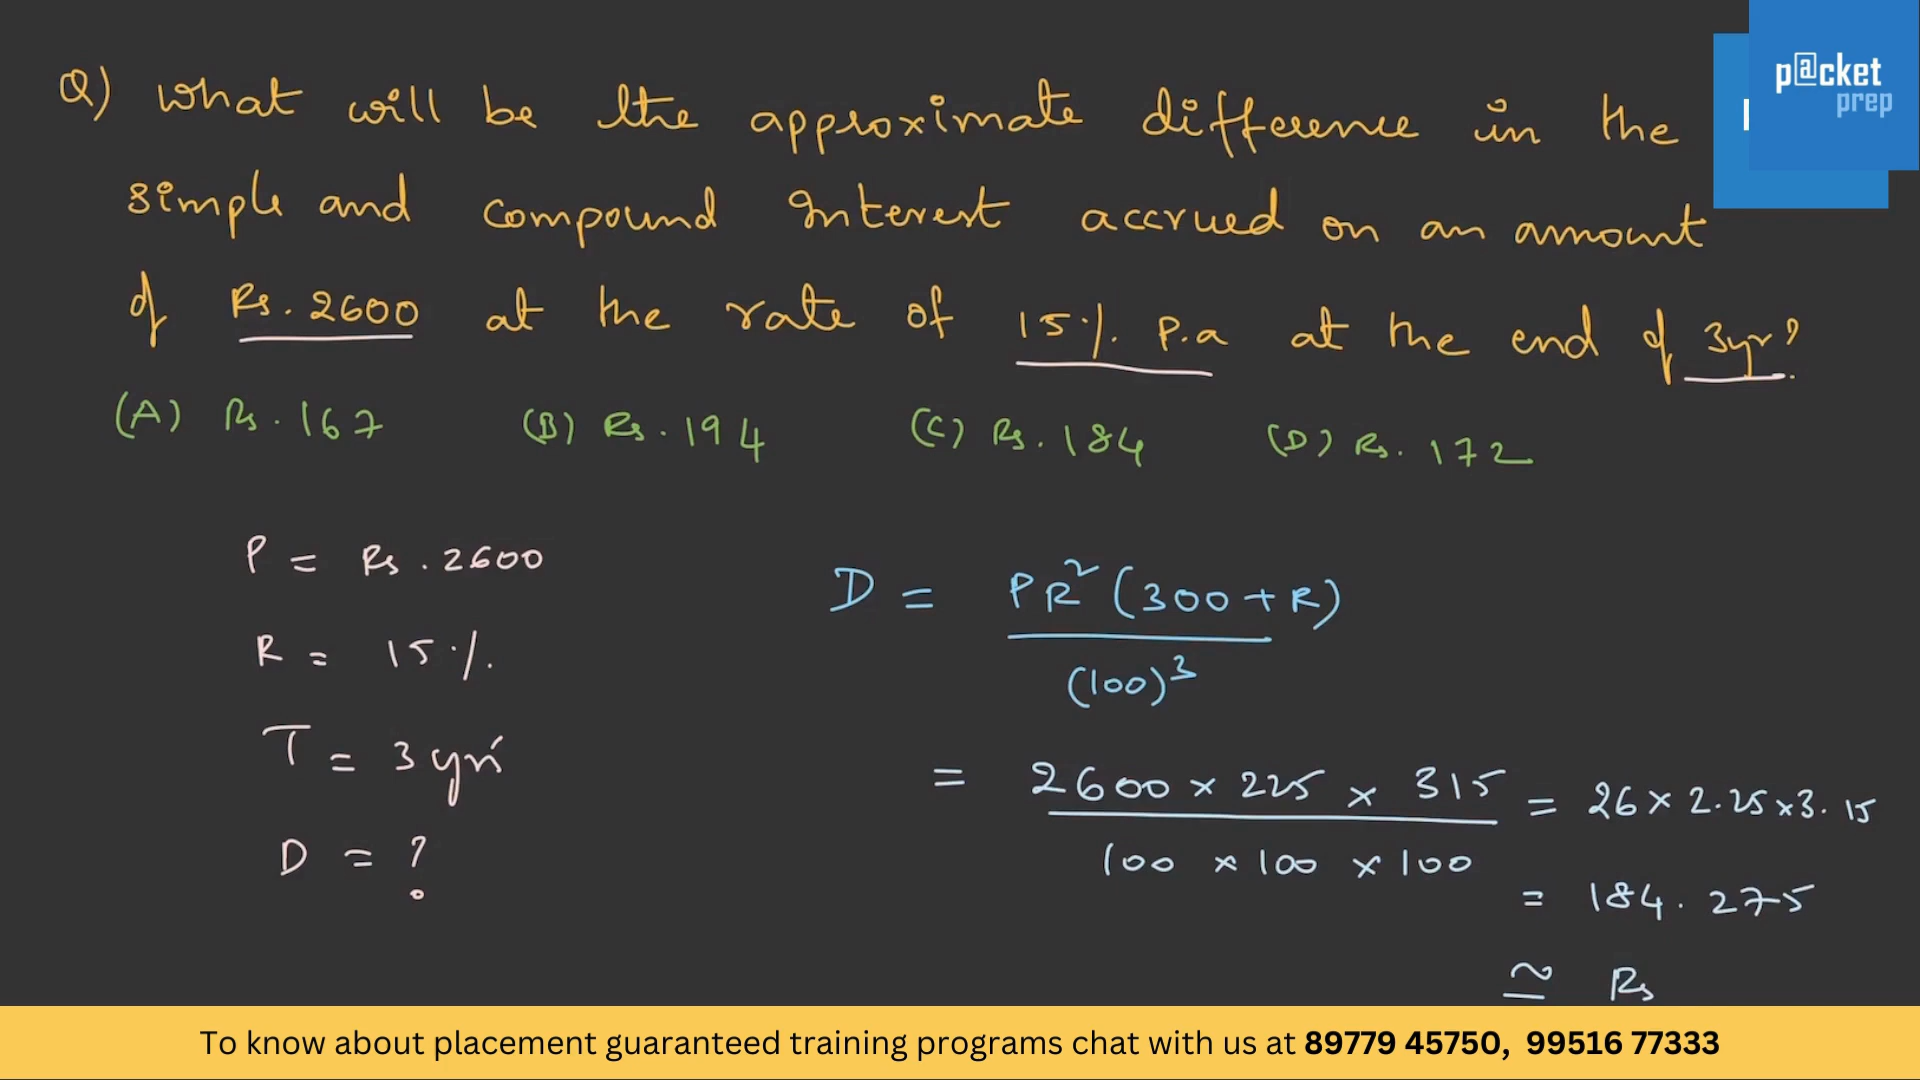 p@cket
prep
Q) what will be the approximate difference in the
simple and compound Interest accrued on an amount
of Rs. 2600 at the rate of 15%. P.a at the end of 3yr?
(A) Rs. 167 (B) Rs. 194 (C) Rs. 184 (D) Rs. 172
P = Rs. 2600
R = 15%.
T = 3 yrs
D = ?
D = PR² (300 + R)
(100)³
= 2600 × 225 × 315 = 26 × 2.25 × 3.15
100 × 100 × 100
= 184.275
≅ Rs
To know about placement guaranteed training programs chat with us at 89779 45750, 99516 77333